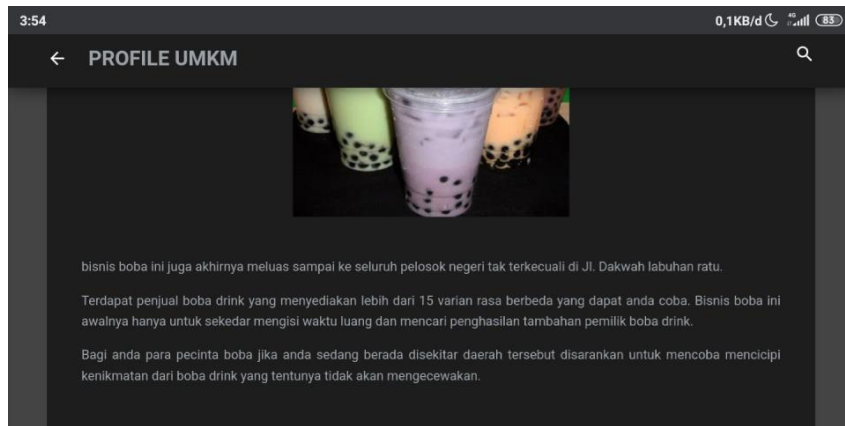 3:54
0,1KB/d 4G 83
PROFILE UMKM
bisnis boba ini juga akhirnya meluas sampai ke seluruh pelosok negeri tak terkecuali di Jl. Dakwah labuhan ratu.
Terdapat penjual boba drink yang menyediakan lebih dari 15 varian rasa berbeda yang dapat anda coba. Bisnis boba ini
awalnya hanya untuk sekedar mengisi waktu luang dan mencari penghasilan tambahan pemilik boba drink.
Bagi anda para pecinta boba jika anda sedang berada disekitar daerah tersebut disarankan untuk mencoba mencicipi
kenikmatan dari boba drink yang tentunya tidak akan mengecewakan.